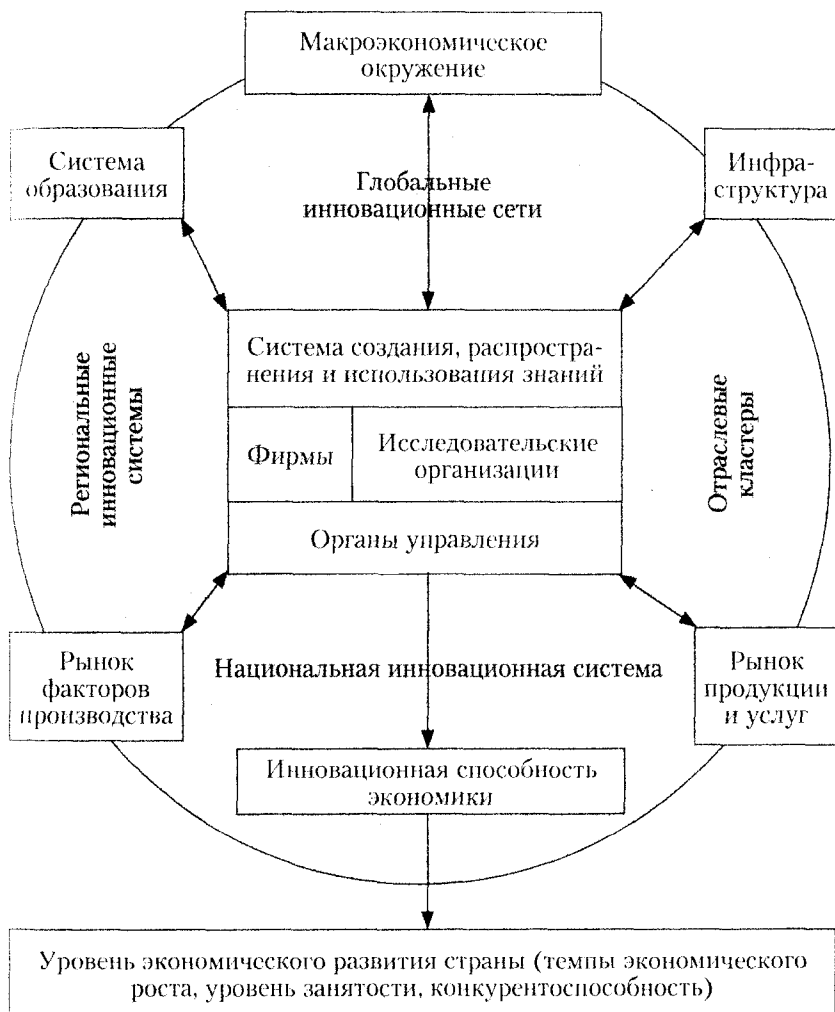 Макроэкономическое
окружение
Система
образования
Глобальные
инновационные сети
Инфра-
структура
Региональные
инновационные
системы
Система создания, распростра-
нения и использования знаний
Фирмы
Исследовательские
организации
Органы управления
Отраслевые
кластеры
Рынок
факторов
производства
Национальная инновационная система
Рынок
продукции
и услуг
Инновационная способность
экономики
Уровень экономического развития страны (темпы экономического
роста, уровень занятости, конкурентоспособность)